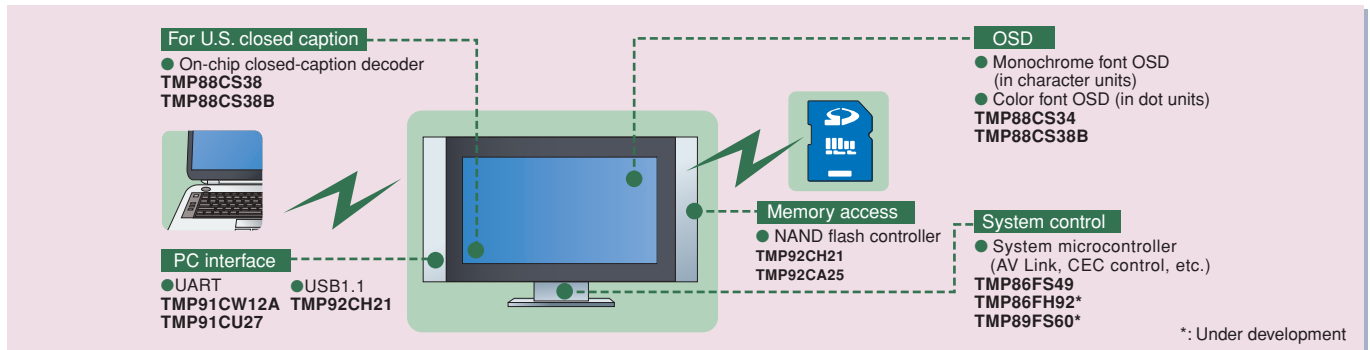 For U.S. closed caption
● On-chip closed-caption decoder
TMP88CS38
TMP88CS38B
OSD
● Monochrome font OSD
(in character units)
● Color font OSD (in dot units)
TMP88CS34
TMP88CS38B
PC interface
●UART
TMP91CW12A
TMP91CU27
●USB1.1
TMP92CH21
Memory access
● NAND flash controller
TMP92CH21
TMP92CA25
System control
● System microcontroller
(AV Link, CEC control, etc.)
TMP86FS49
TMP86FH92*
TMP89FS60*
*: Under development